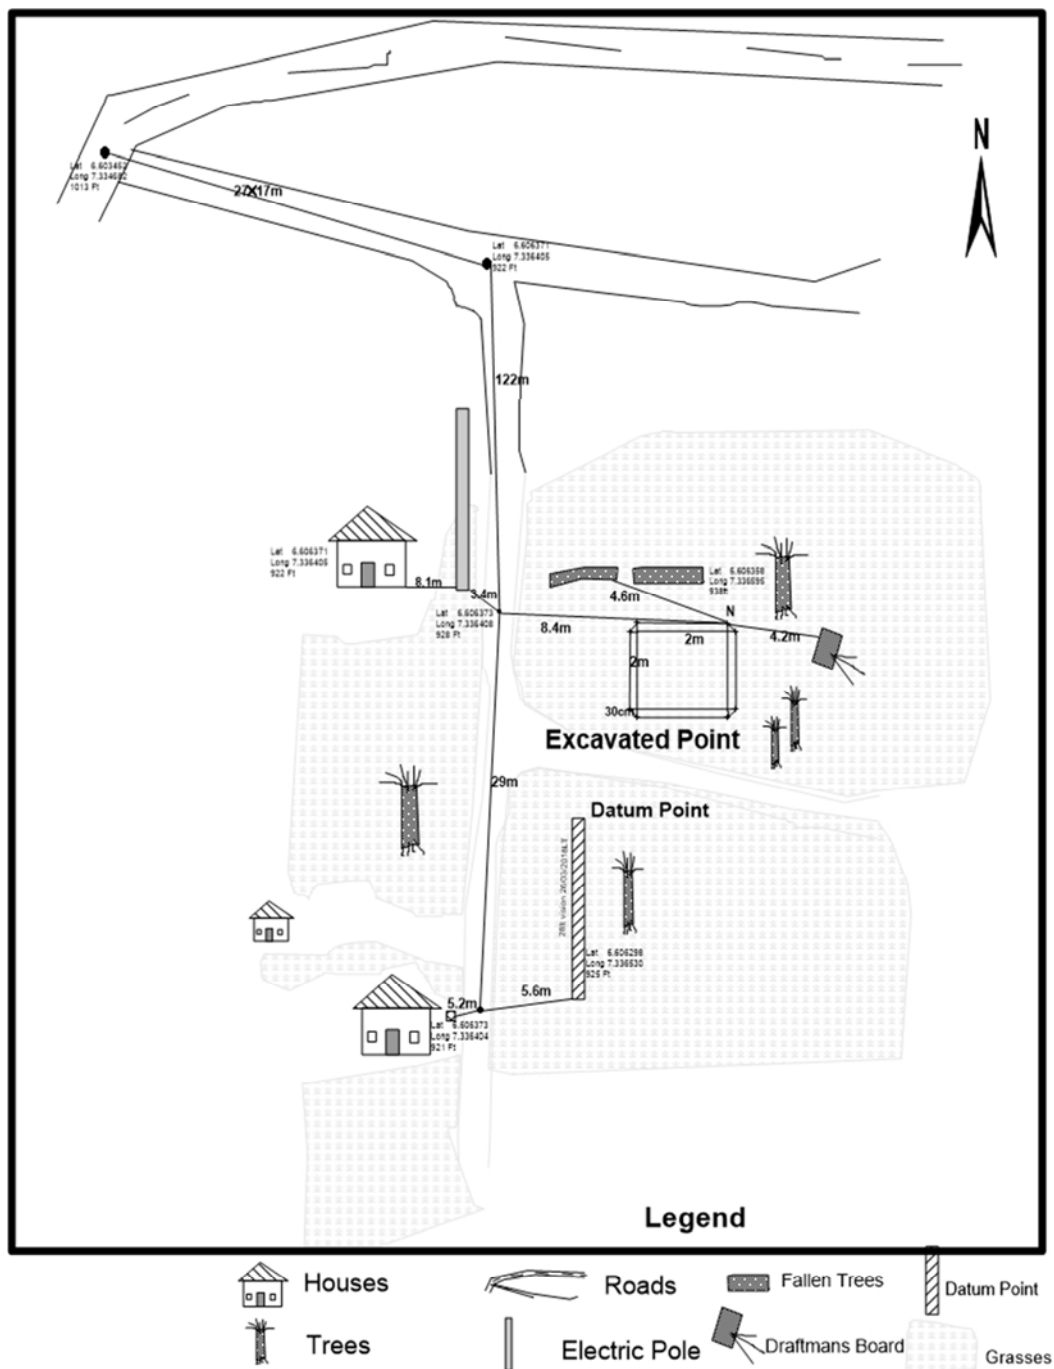 N
Lat 6.603452
Long 7.334682
1013 Ft
27X17m
Lat 6.606371
Long 7.336405
922 Ft
122m
Lat 6.606371
Long 7.336405
922 Ft
8.1m
3.4m
Lat 6.606373
Long 7.336408
928 Ft
4.6m
Lat 6.606358
Long 7.336595
938ft
8.4m
N
4.2m
2m
2m
30cm
Excavated Point
29m
Datum Point
Lat 6.606298
Long 7.336530
925 Ft
5.6m
5.2m
Lat 6.606373
Long 7.336404
921 Ft
Legend
Houses
Roads
Fallen Trees
Datum Point
Trees
Electric Pole
Draftmans Board
Grasses